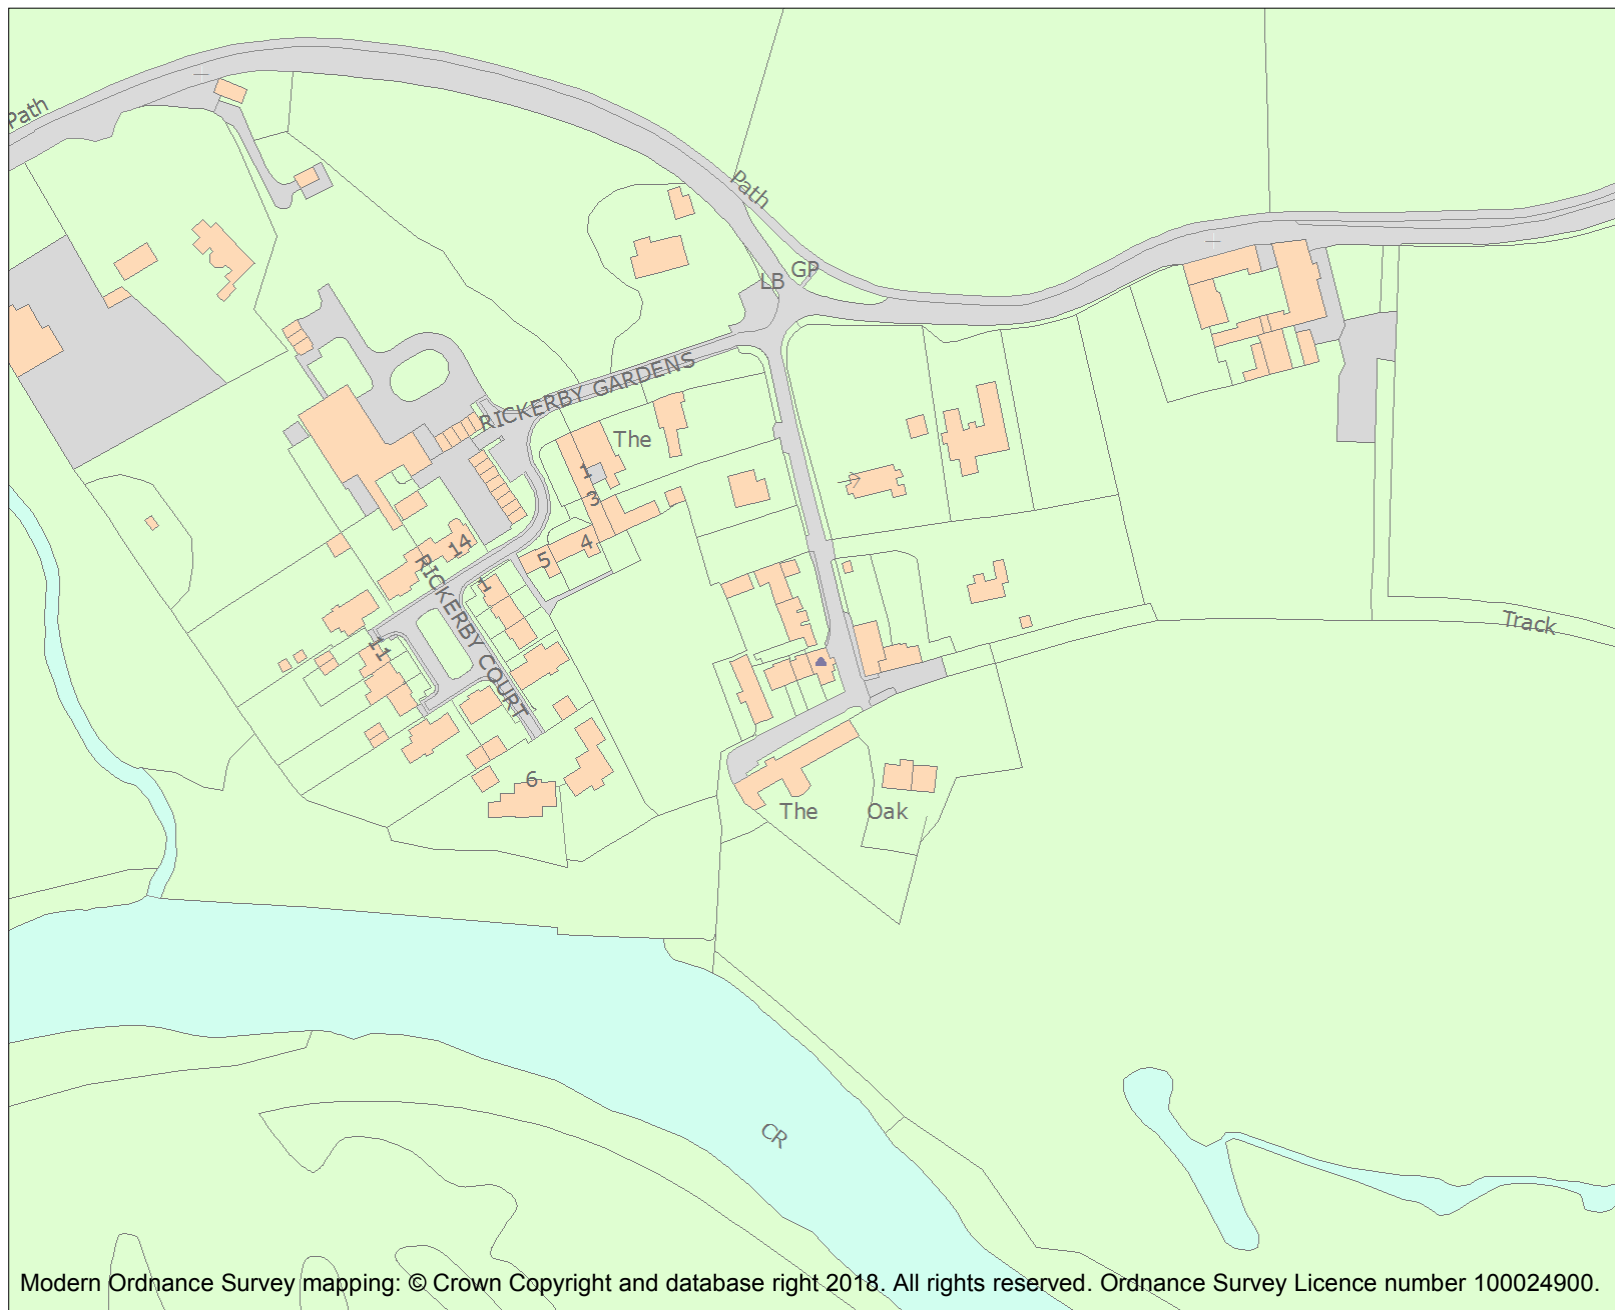 Path
Path
GP
LB
RICKERBY GARDENS
The
1
3
4
5
14
1
RICKERBY COURT
11
Track
6
The Oak
CR
Modern Ordnance Survey mapping: © Crown Copyright and database right 2018. All rights reserved. Ordnance Survey Licence number 100024900.